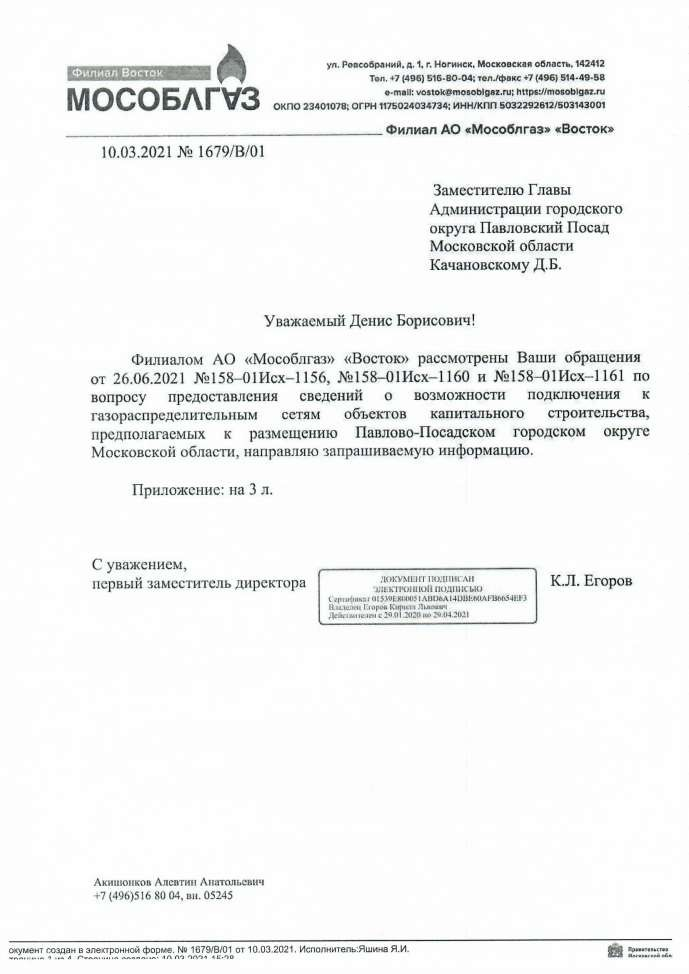 Филиал Восток
МОСОБЛГАЗ
ул. Ревсобраний, д. 1, г. Ногинск, Московская область, 142412
Тел. +7 (496) 516-80-04; тел./факс +7 (496) 514-49-58
e-mail: vostok@mosoblgaz.ru; https://mosoblgaz.ru
ОКПО 23401078; ОГРН 1175024034734; ИНН/КПП 5032292612/503143001
Филиал АО «Мособлгаз» «Восток»
10.03.2021 № 1679/В/01
Заместителю Главы
Администрации городского
округа Павловский Посад
Московской области
Качановскому Д.Б.
Уважаемый Денис Борисович!
Филиалом АО «Мособлгаз» «Восток» рассмотрены Ваши обращения
от 26.06.2021 №158–01Исх–1156, №158–01Исх–1160 и №158–01Исх–1161 по
вопросу предоставления сведений о возможности подключения к
газораспределительным сетям объектов капитального строительства,
предполагаемых к размещению Павлово-Посадском городском округе
Московской области, направляю запрашиваемую информацию.
Приложение: на 3 л.
С уважением,
первый заместитель директора
ДОКУМЕНТ ПОДПИСАН
ЭЛЕКТРОННОЙ ПОДПИСЬЮ
Сертификат 01539E800051ABD6A14DBE60AFB6654EF3
Владелец Егоров Кирилл Львович
Действителен с 29.01.2020 по 29.04.2021
К.Л. Егоров
Акишонков Алевтин Анатольевич
+7 (496)516 80 04, вн. 05245
окумент создан в электронной форме. № 1679/В/01 от 10.03.2021. Исполнитель:Яшина Я.И.
Правительство
Московской обл